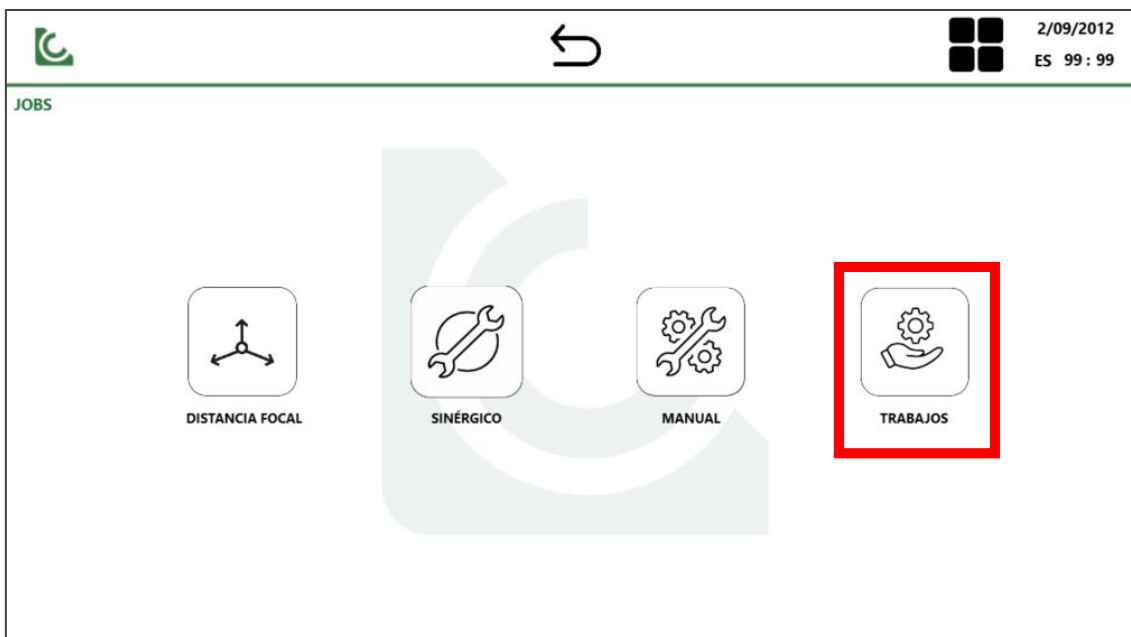 2/09/2012
ES 99 : 99
JOBS
DISTANCIA FOCAL
SINÉRGICO
MANUAL
TRABAJOS